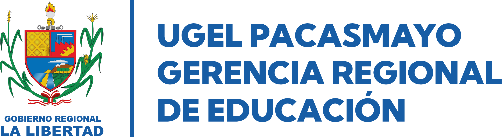 GOBIERNO REGIONAL
LA LIBERTAD
UGEL PACASMAYO
GERENCIA REGIONAL
DE EDUCACIÓN